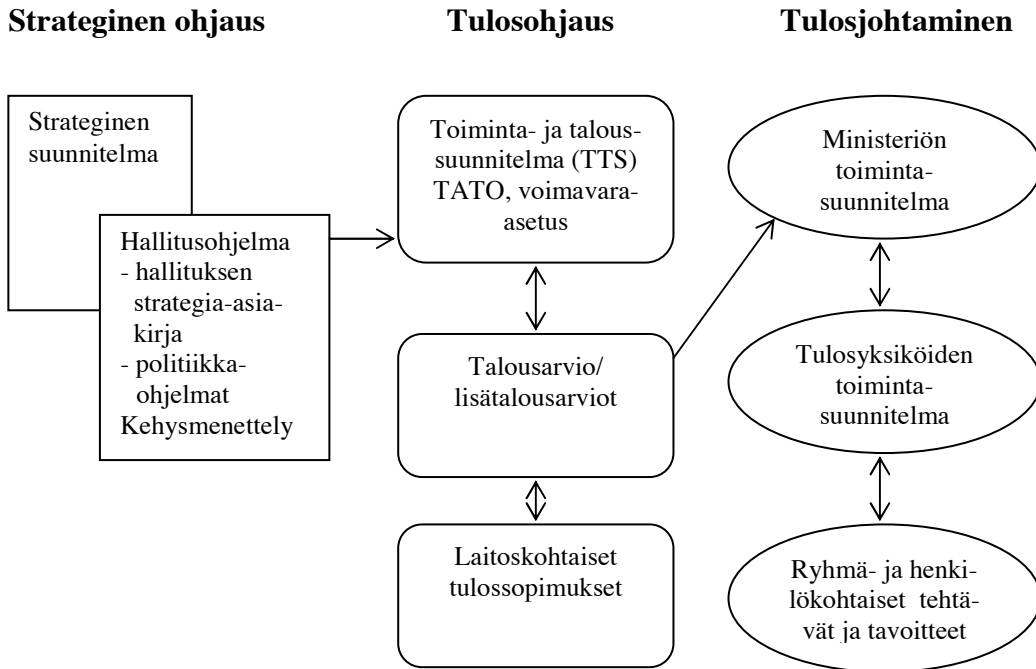 Strateginen ohjaus
Tulosohjaus
Tulosjohtaminen
Strateginen
suunnitelma
Hallitusohjelma
- hallituksen
strategia-asia-
kirja
- politiikka-
ohjelmat
Kehysmenettely
Toiminta- ja talous-
suunnitelma (TTS)
TATO, voimavara-
asetus
Talousarvio/
lisätalousarviot
Laitoskohtaiset
tulossopimukset
Ministeriön
toiminta-
suunnitelma
Tulosyksiköiden
toiminta-
suunnitelma
Ryhmä- ja henki-
lökohtaiset tehtä-
vät ja tavoitteet